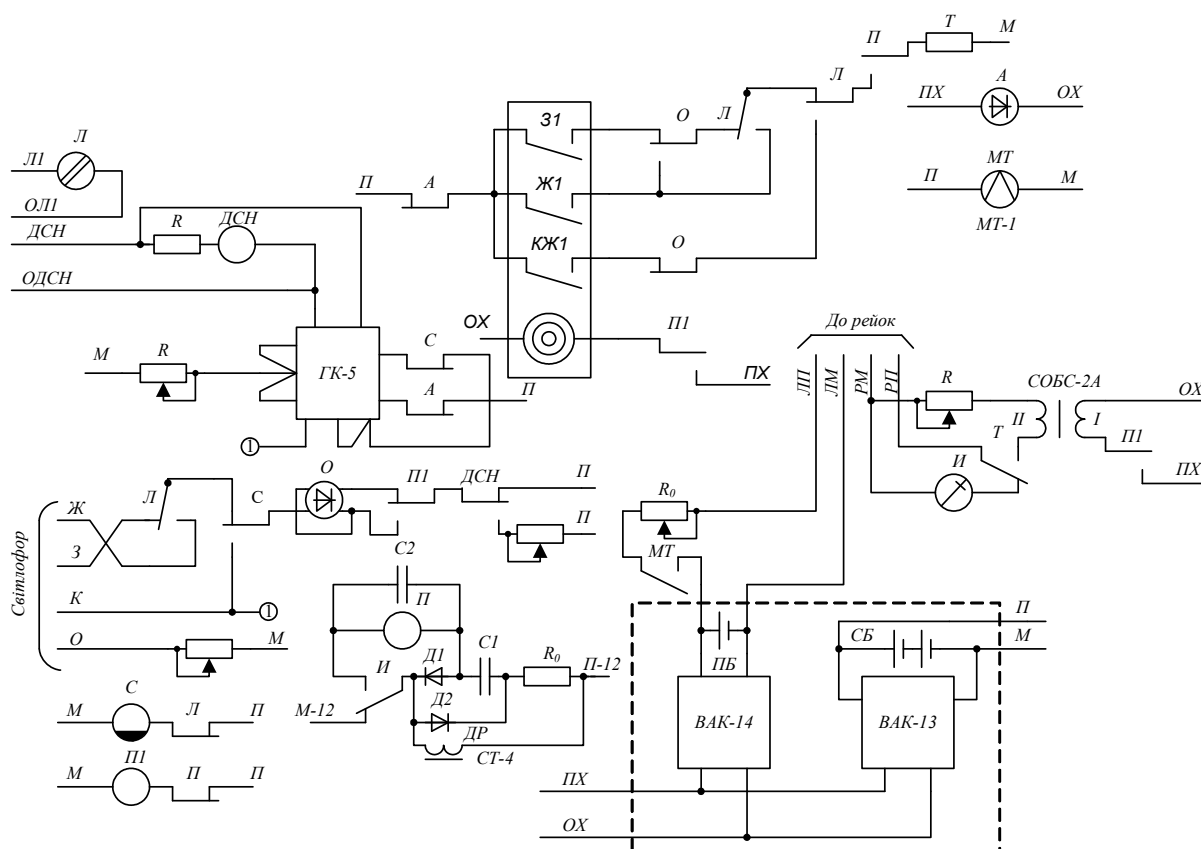 Т
П
М
Л
А
ПХ
ОХ
З1
О
Л
Л
Л1
МТ
Ж1
П
А
П
М
ОЛ1
МТ-1
R
ДСН
ДСН
КЖ1
О
ОДСН
До рейок
ОХ
П1
С
М
R
ГК-5
ПХ
ЛП
ЛМ
РМ
РП
R
СОБС-2А
ОХ
А
П
II
I
Т
П1
1
О
П1
ДСН
П
И
ПХ
Л
С
R0
Ж
П
З
С2
МТ
Світлофор
П
К
1
П
О
М
С1
СБ
М
Д1
R0
П-12
ПБ
И
С
Д2
М
Л
П
М-12
ВАК-14
ВАК-13
ДР
П1
СТ-4
М
П
П
ПХ
ОХ